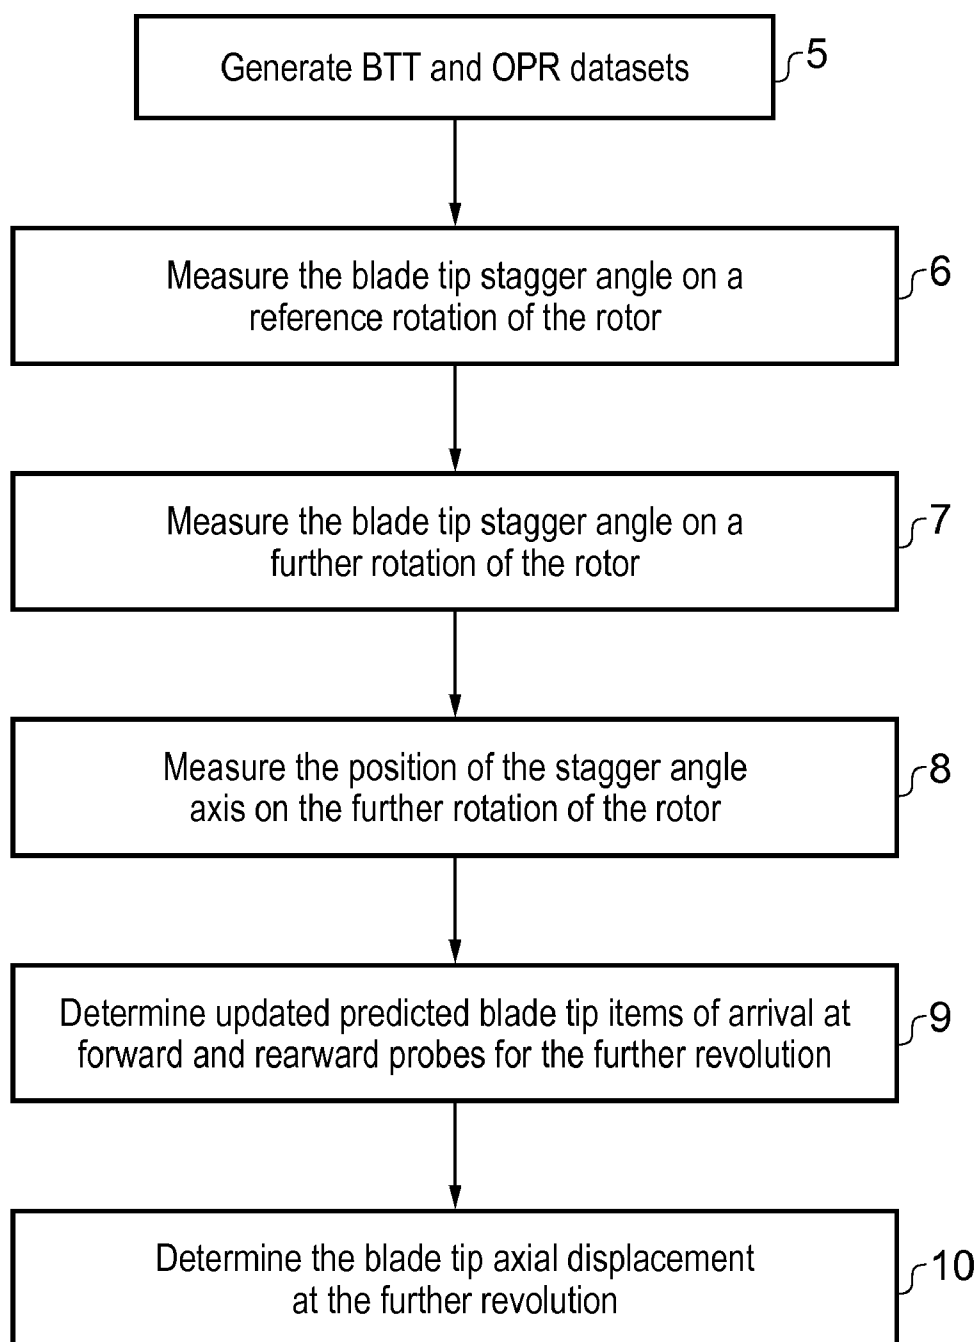 Generate BTT and OPR datasets
5
Measure the blade tip stagger angle on a
reference rotation of the rotor
6
Measure the blade tip stagger angle on a
further rotation of the rotor
7
Measure the position of the stagger angle
axis on the further rotation of the rotor
8
Determine updated predicted blade tip items of arrival at
forward and rearward probes for the further revolution
9
Determine the blade tip axial displacement
at the further revolution
10